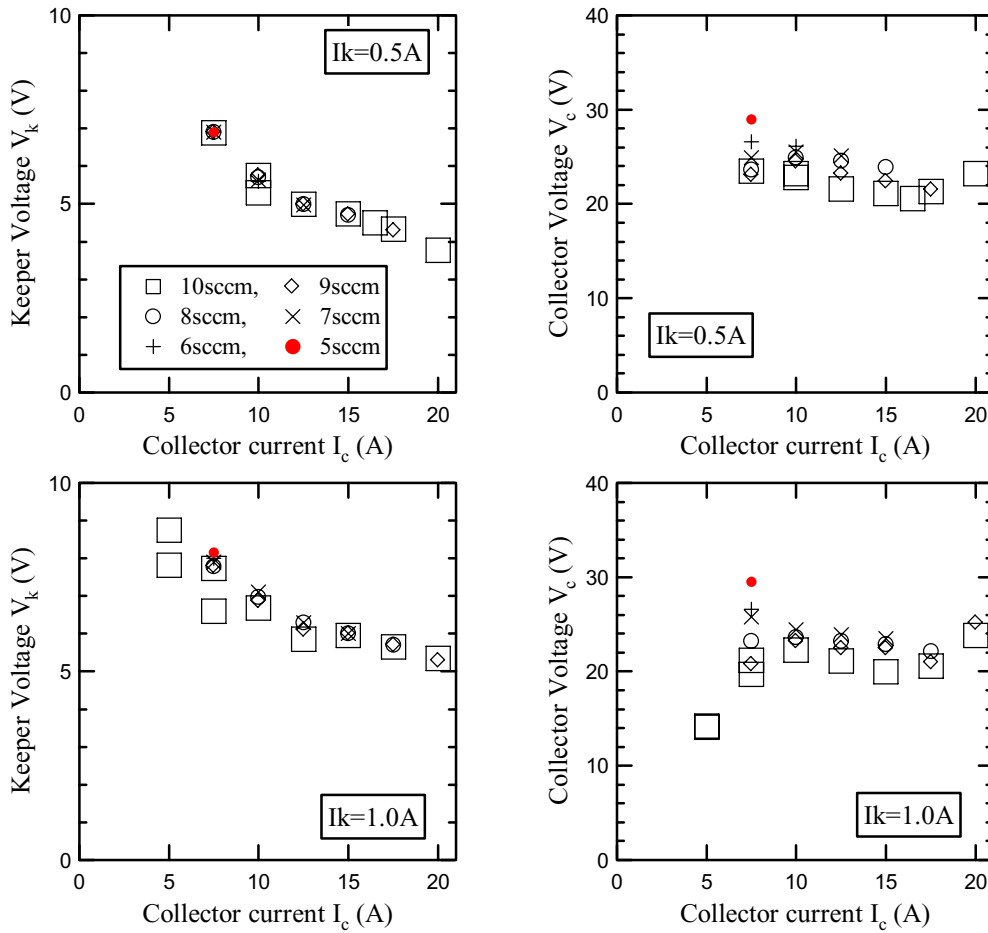 10
Ik=0.5A
5
10sccm, 9sccm
8sccm, 7sccm
6sccm, 5sccm
0
0 5 10 15 20
Keeper Voltage V_k (V)
Collector current I_c (A)
40
30
20
10
0
Ik=0.5A
0 5 10 15 20
Collector Voltage V_c (V)
Collector current I_c (A)
10
5
Ik=1.0A
0
0 5 10 15 20
Keeper Voltage V_k (V)
Collector current I_c (A)
40
30
20
10
0
Ik=1.0A
0 5 10 15 20
Collector Voltage V_c (V)
Collector current I_c (A)